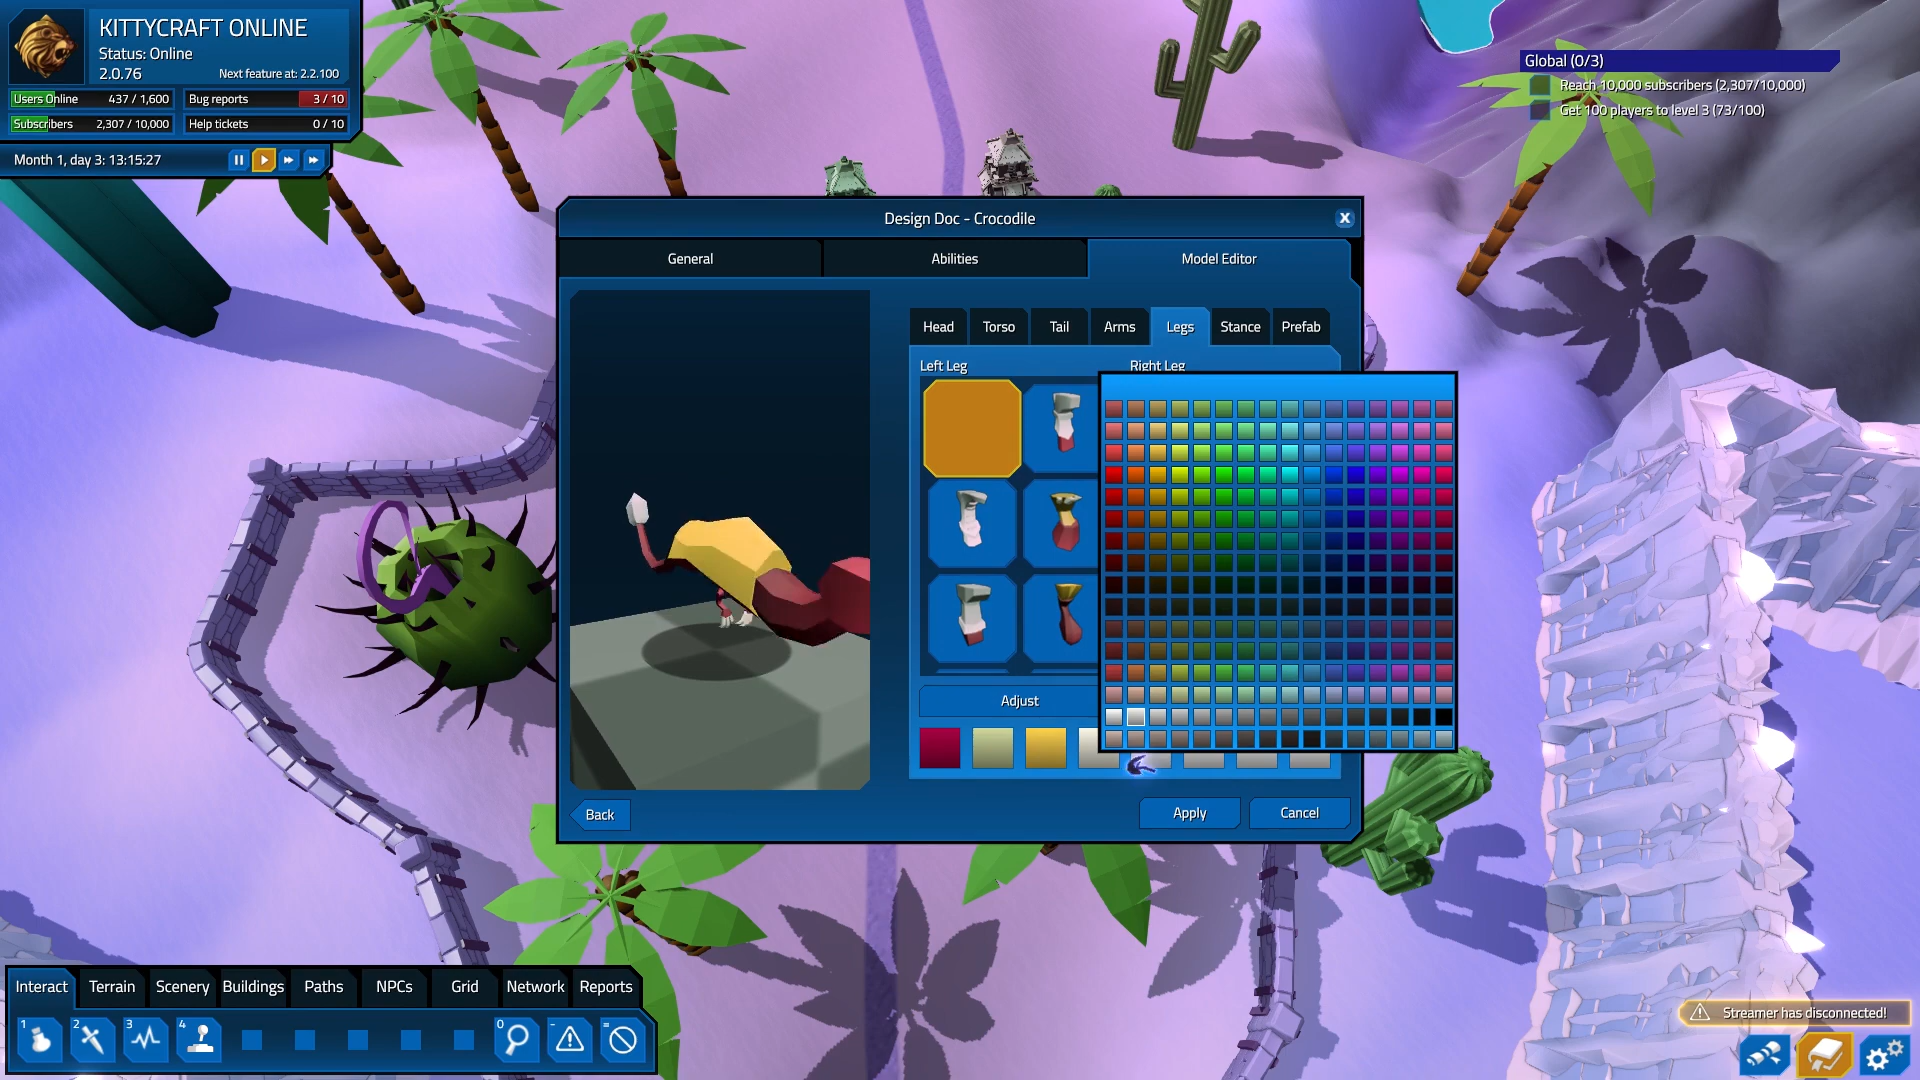 KITTYCRAFT ONLINE
Status: Online
2.0.76
Next feature at: 2.2.100
Users Online 437 / 1,600
Bug reports 3 / 10
Subscribers 2,307 / 10,000
Help tickets 0 / 10
Month 1, day 3: 13:15:27
Global (0/3)
Reach 10,000 subscribers (2,307/10,000)
Get 100 players to level 3 (73/100)
Design Doc - Crocodile
X
General
Abilities
Model Editor
Head
Torso
Tail
Arms
Legs
Stance
Prefab
Left Leg
Right Leg
Adjust
Back
Apply
Cancel
Interact
Terrain
Scenery
Buildings
Paths
NPCs
Grid
Network
Reports
1
2
3
4
0
-
=
Streamer has disconnected!